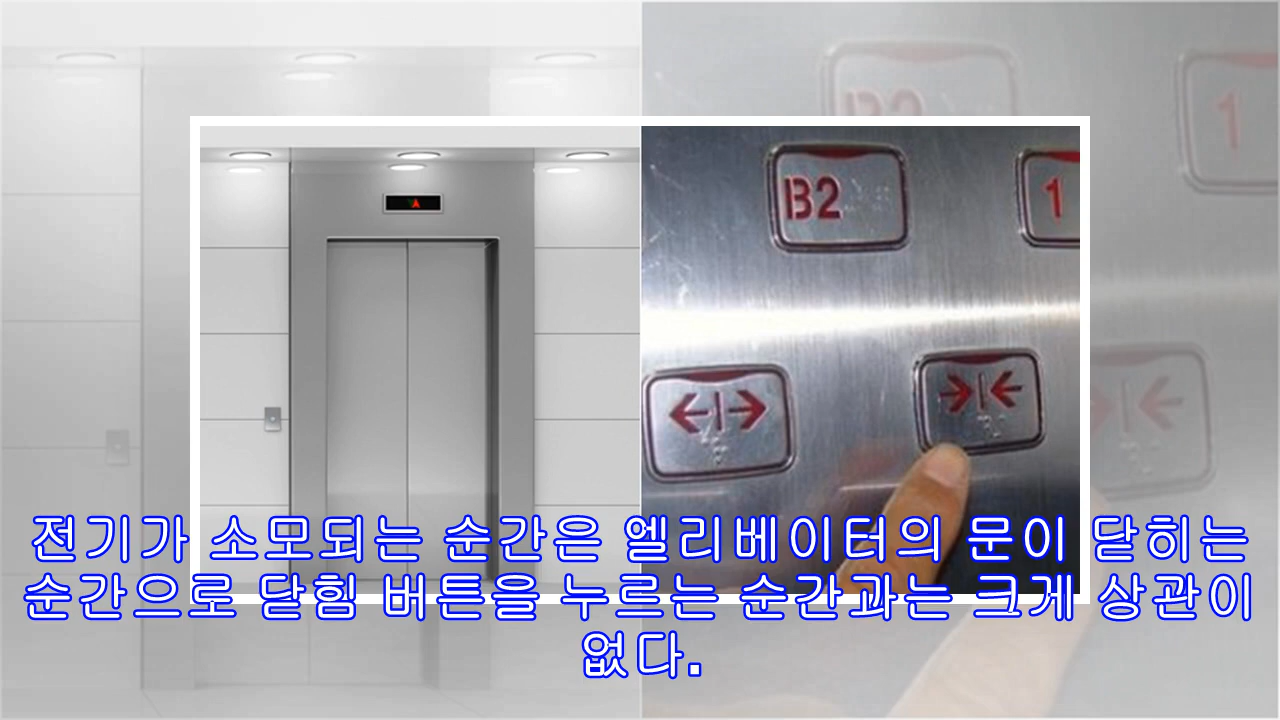 B2
1
B2
1
전기가 소모되는 순간은 엘리베이터의 문이 닫히는
순간으로 닫힘 버튼을 누르는 순간과는 크게 상관이
없다.